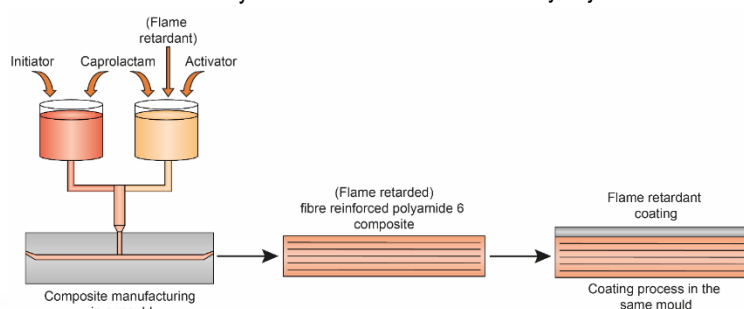 (Flame
retardant)
Initiator
Caprolactam
Activator
(Flame retarded)
fibre reinforced polyamide 6
composite
Flame retardant
coating
Composite manufacturing
Coating process in the
same mould